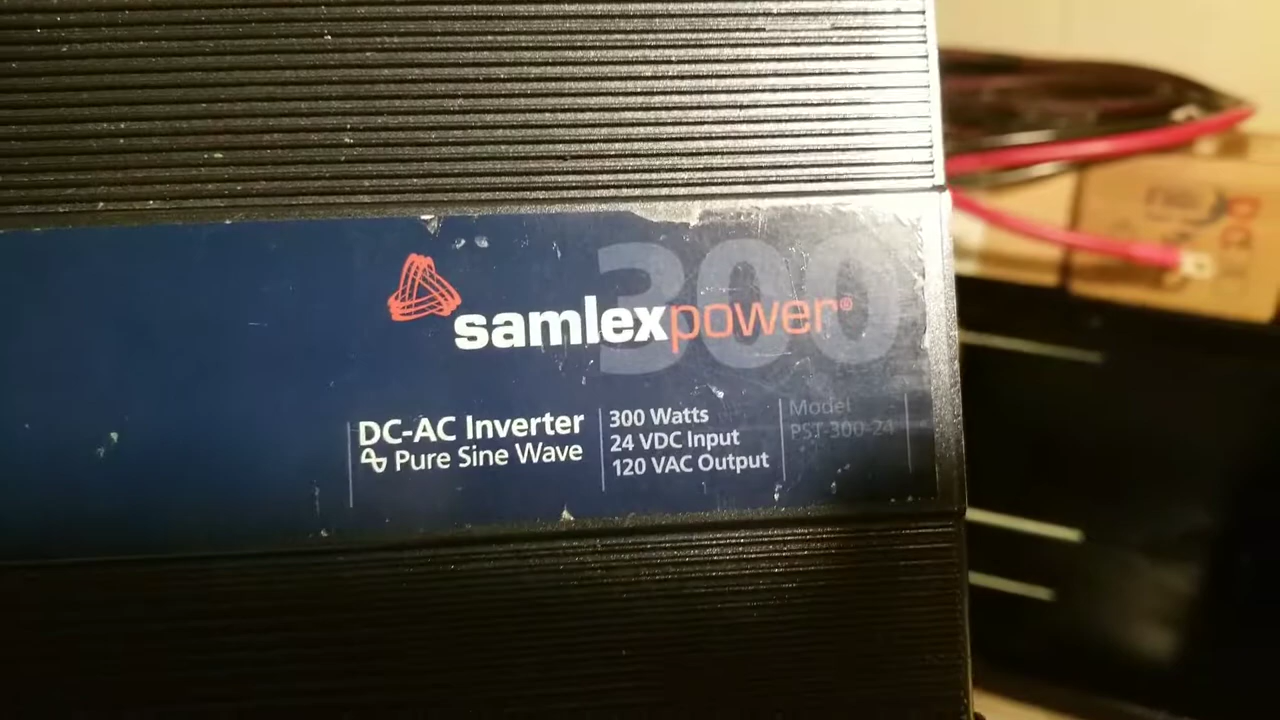 300
samlexpower®
DC-AC Inverter
Pure Sine Wave
300 Watts
24 VDC Input
120 VAC Output
Model
PST-300-24